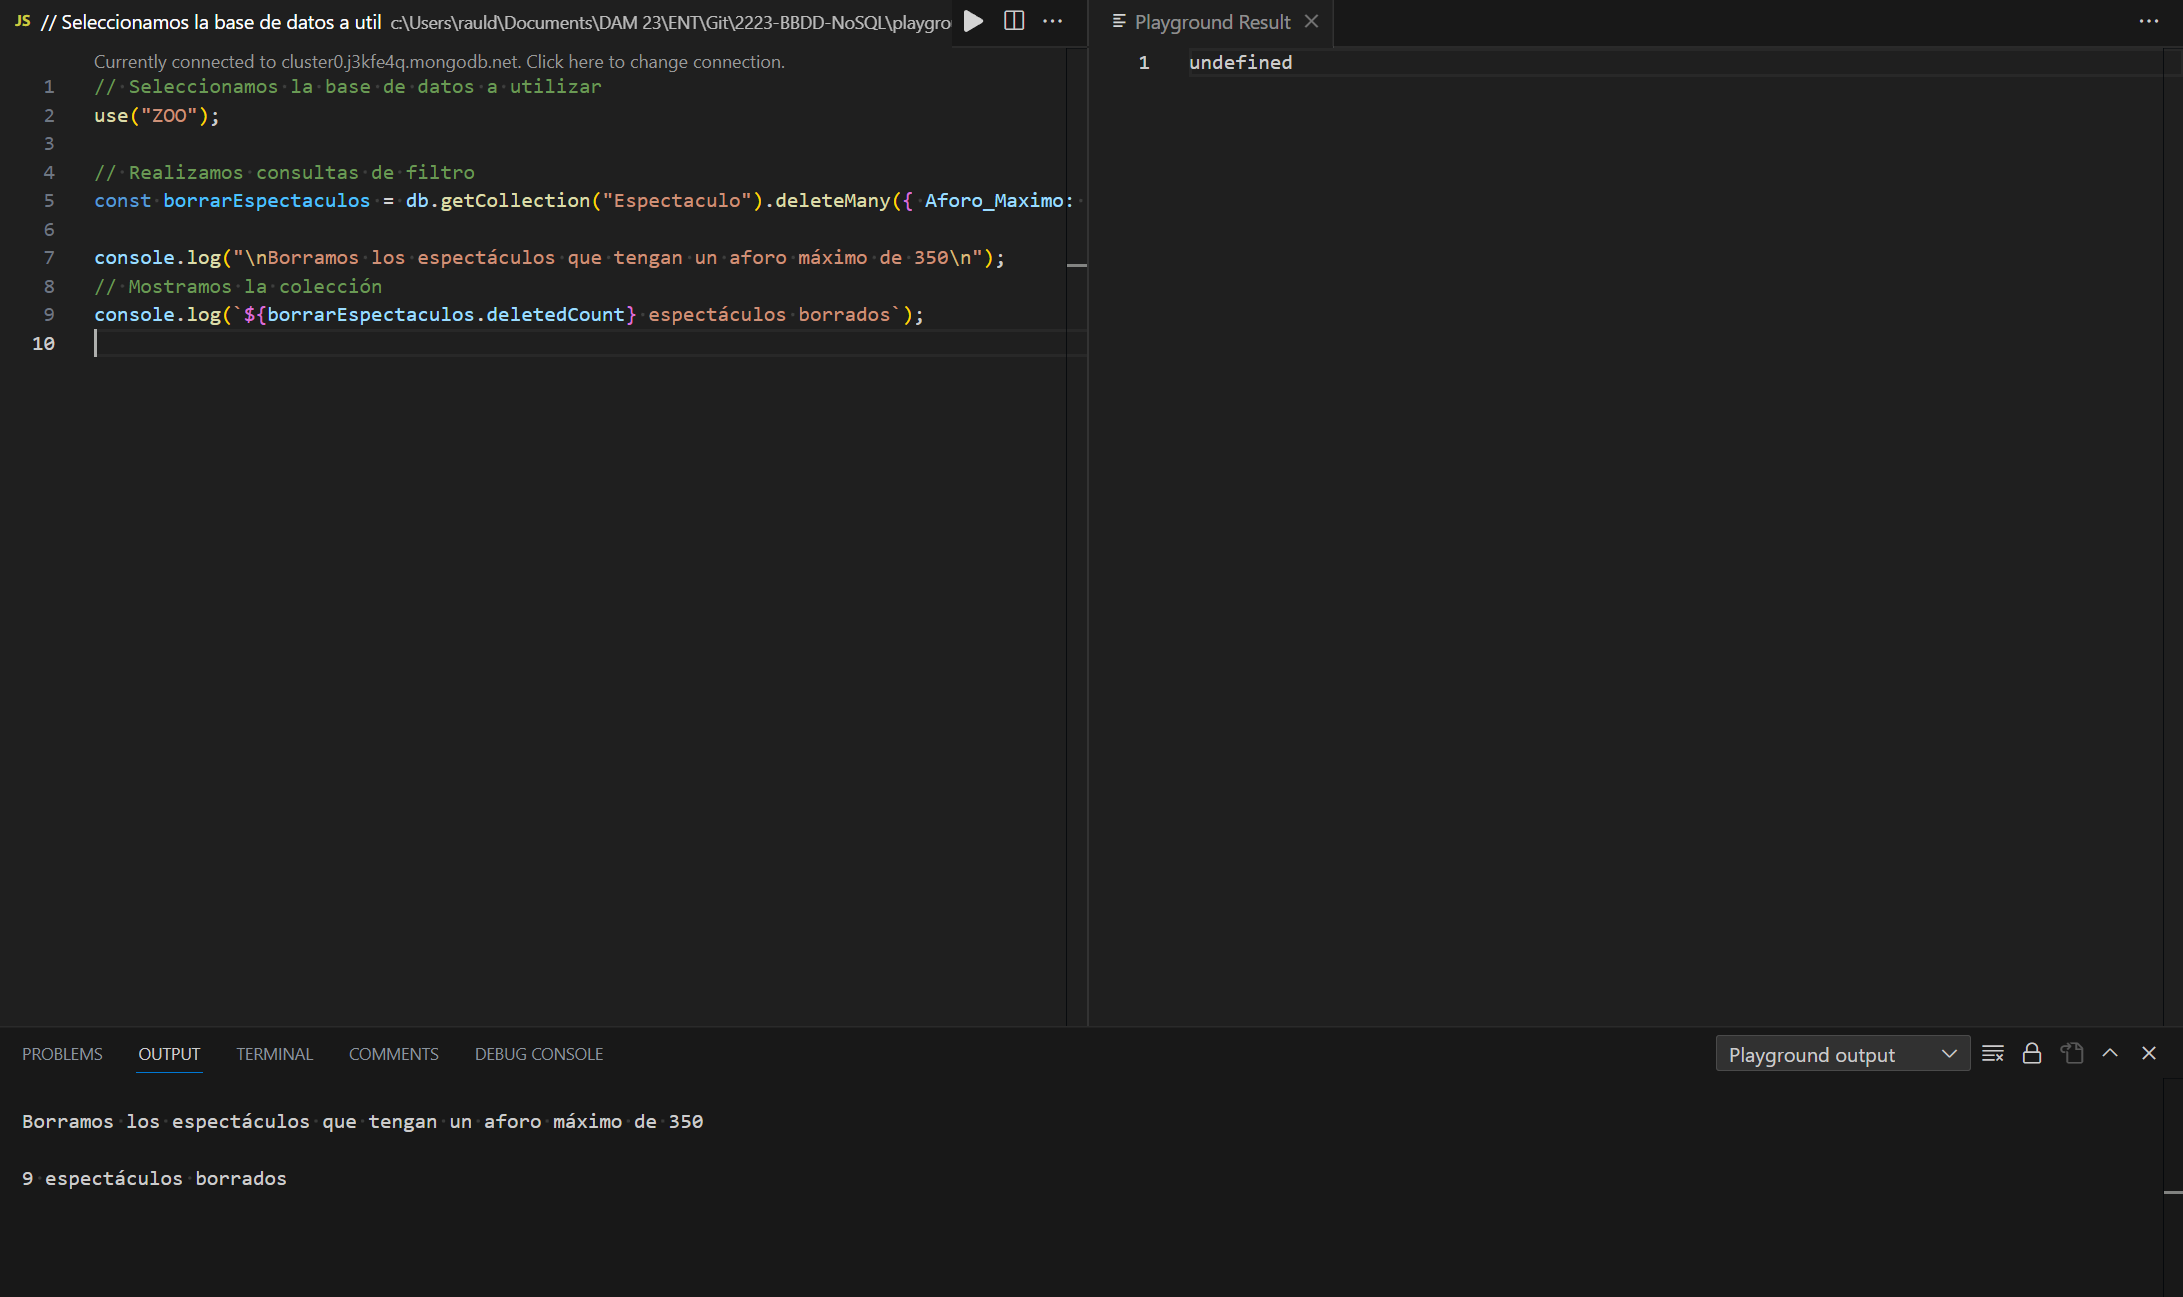 JS // Seleccionamos la base de datos a util c:\Users\rauld\Documents\DAM 23\ENT\Git\2223-BBDD-NoSQL\playgro
Playground Result
Currently connected to cluster0.j3kfe4q.mongodb.net. Click here to change connection.
1 // Seleccionamos la base de datos a utilizar
2 use("ZOO");
3
4 // Realizamos consultas de filtro
5 const borrarEspectaculos = db.getCollection("Espectaculo").deleteMany({ Aforo_Maximo:
6
7 console.log("\nBorramos los espectáculos que tengan un aforo máximo de 350\n");
8 // Mostramos la colección
9 console.log(`${borrarEspectaculos.deletedCount} espectáculos borrados`);
10
1 undefined
PROBLEMS OUTPUT TERMINAL COMMENTS DEBUG CONSOLE
Playground output
Borramos los espectáculos que tengan un aforo máximo de 350
9 espectáculos borrados